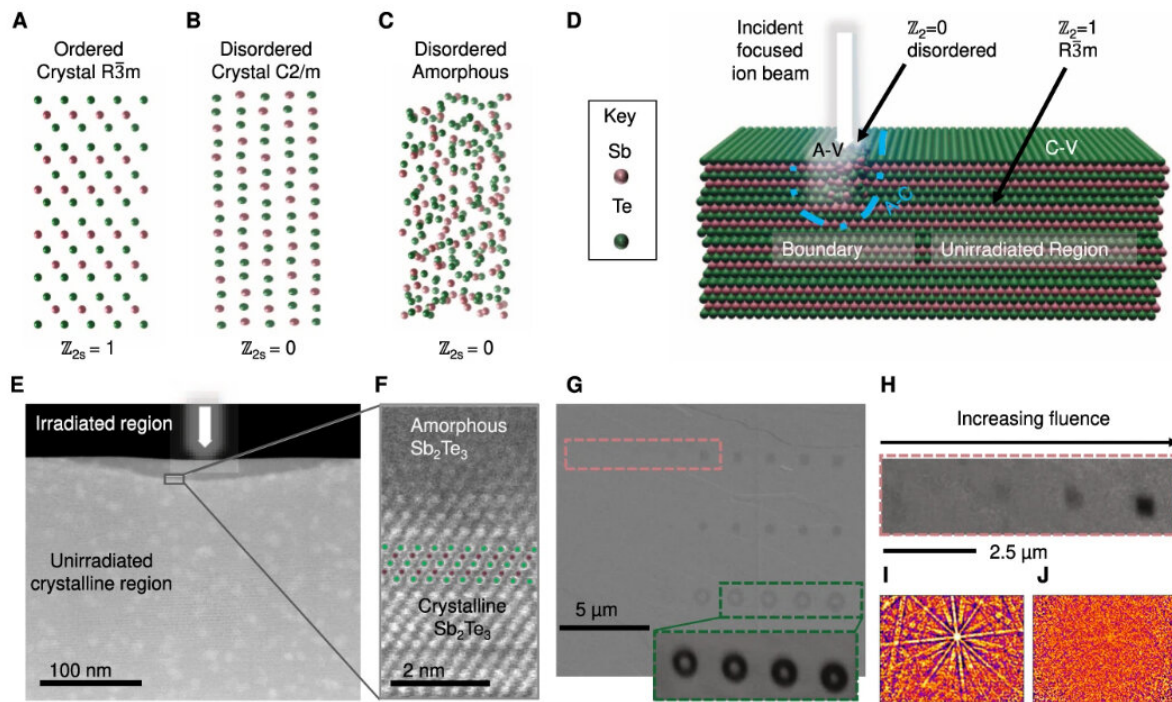 A
Ordered
Crystal R3̅m
ℤ2s = 1
B
Disordered
Crystal C2/m
ℤ2s = 0
C
Disordered
Amorphous
ℤ2s = 0
D
Incident
focused
ion beam
ℤ2=0
disordered
ℤ2=1
R3̅m
Key
Sb
Te
A-V
C-V
A-C
Boundary
Unirradiated Region
E
Irradiated region
Unirradiated
crystalline region
100 nm
F
Amorphous
Sb2Te3
Crystalline
Sb2Te3
2 nm
G
5 μm
H
Increasing fluence
2.5 μm
I
J